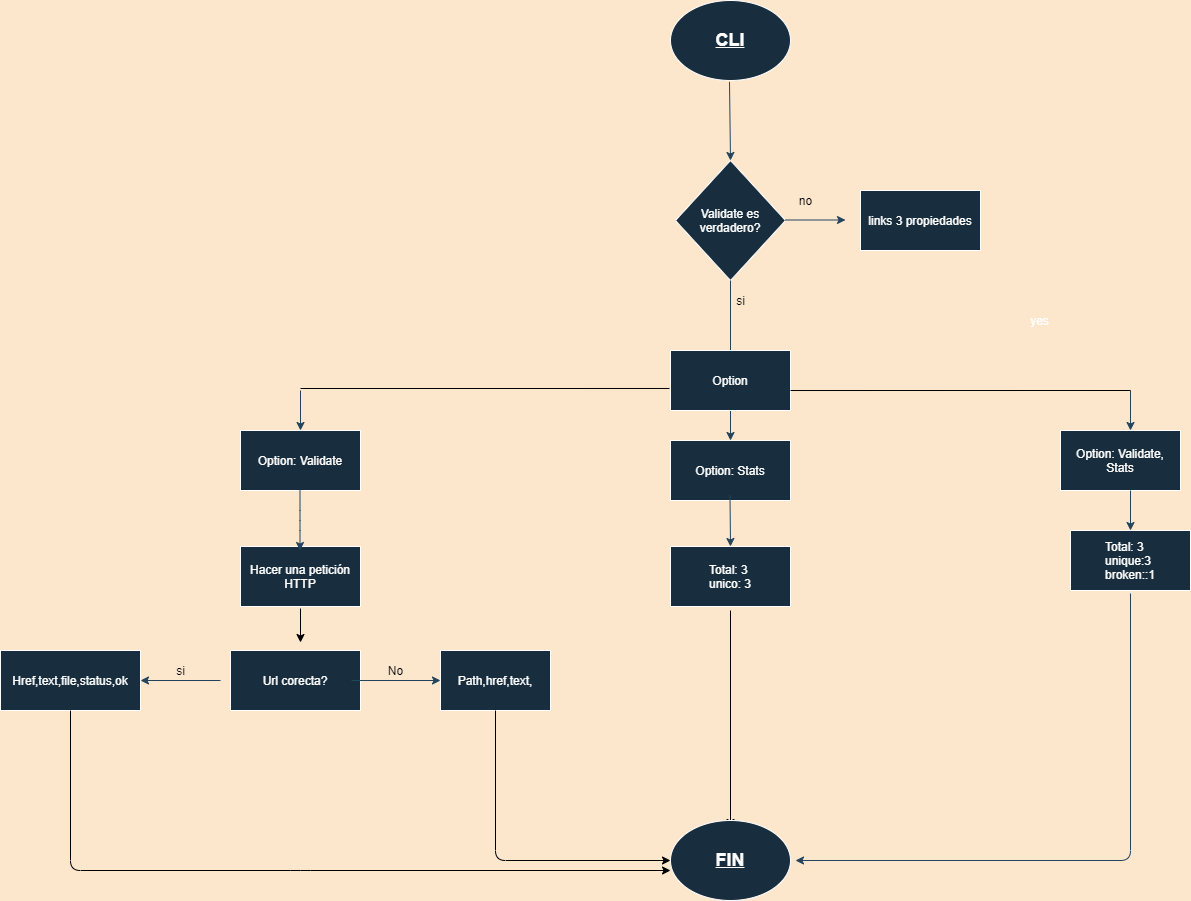 CLI
Validate es
verdadero?
no
links 3 propiedades
si
yes
Option
Option: Validate
Option: Stats
Option: Validate,
Stats
Hacer una petición
HTTP
Total: 3
unico: 3
Total: 3
unique:3
broken::1
Href,text,file,status,ok
si
Url corecta?
No
Path,href,text,
FIN